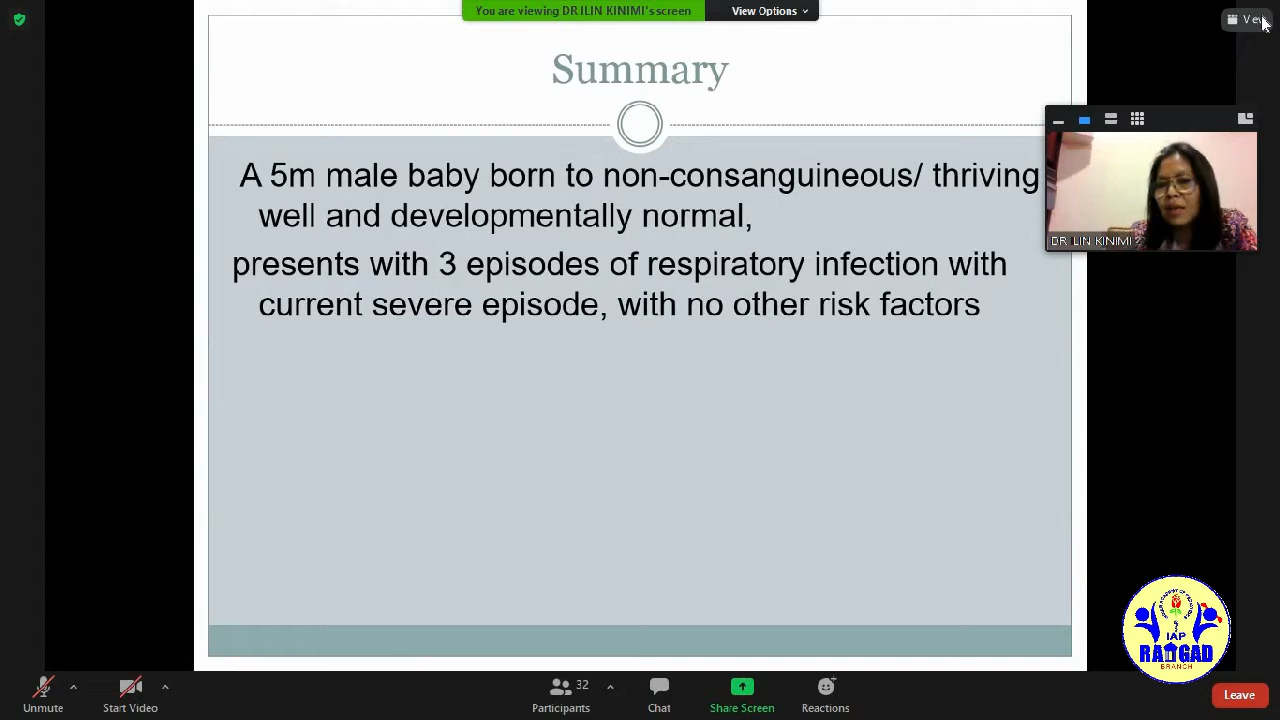 You are viewing DR ILIN KINIMI's screen
View Options
Summary
A 5m male baby born to non-consanguineous/ thriving
well and developmentally normal,
presents with 3 episodes of respiratory infection with
current severe episode, with no other risk factors
DR ILIN KINIMI
IAP
BRANCH
Unmute
Start Video
32
Participants
Chat
Share Screen
Reactions
Leave